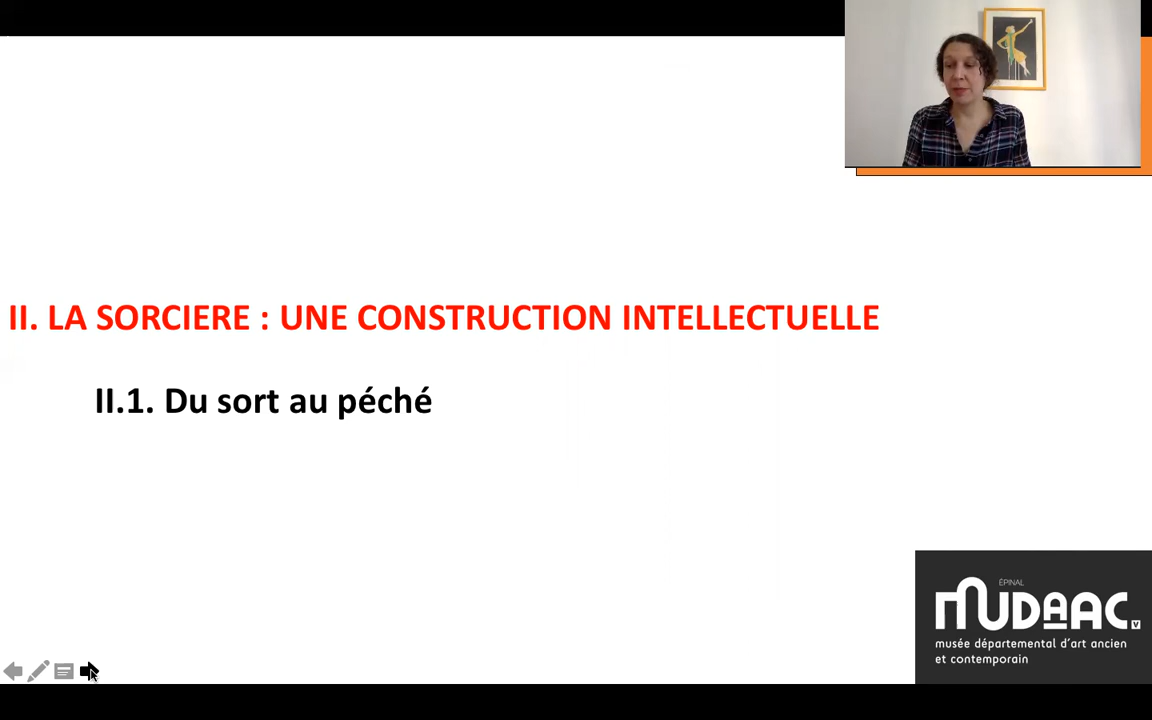 II. LA SORCIERE : UNE CONSTRUCTION INTELLECTUELLE
II.1. Du sort au péché
ÉPINAL
MUDAAC
V
musée départemental d'art ancien
et contemporain